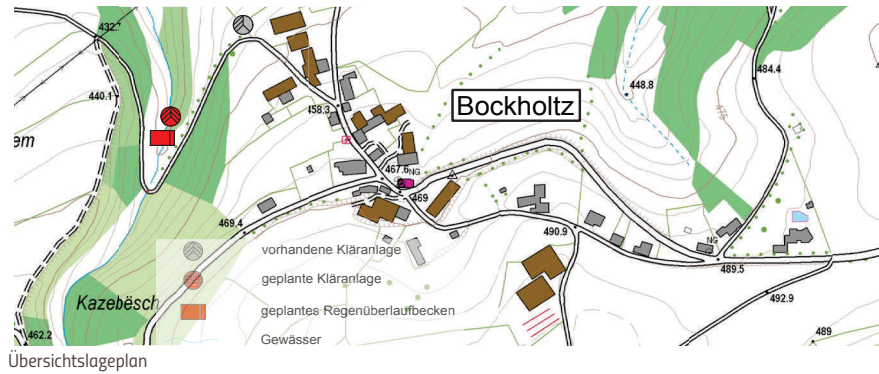 432.7
440.1
em
458.3
Bockholtz
448.8
475
484.4
467.6
NG
469
469.4
490.9
NG
489.5
492.9
489
Kazebësch
462.2
vorhandene Kläranlage
geplante Kläranlage
geplantes Regenüberlaufbecken
Gewässer
Übersichtslageplan